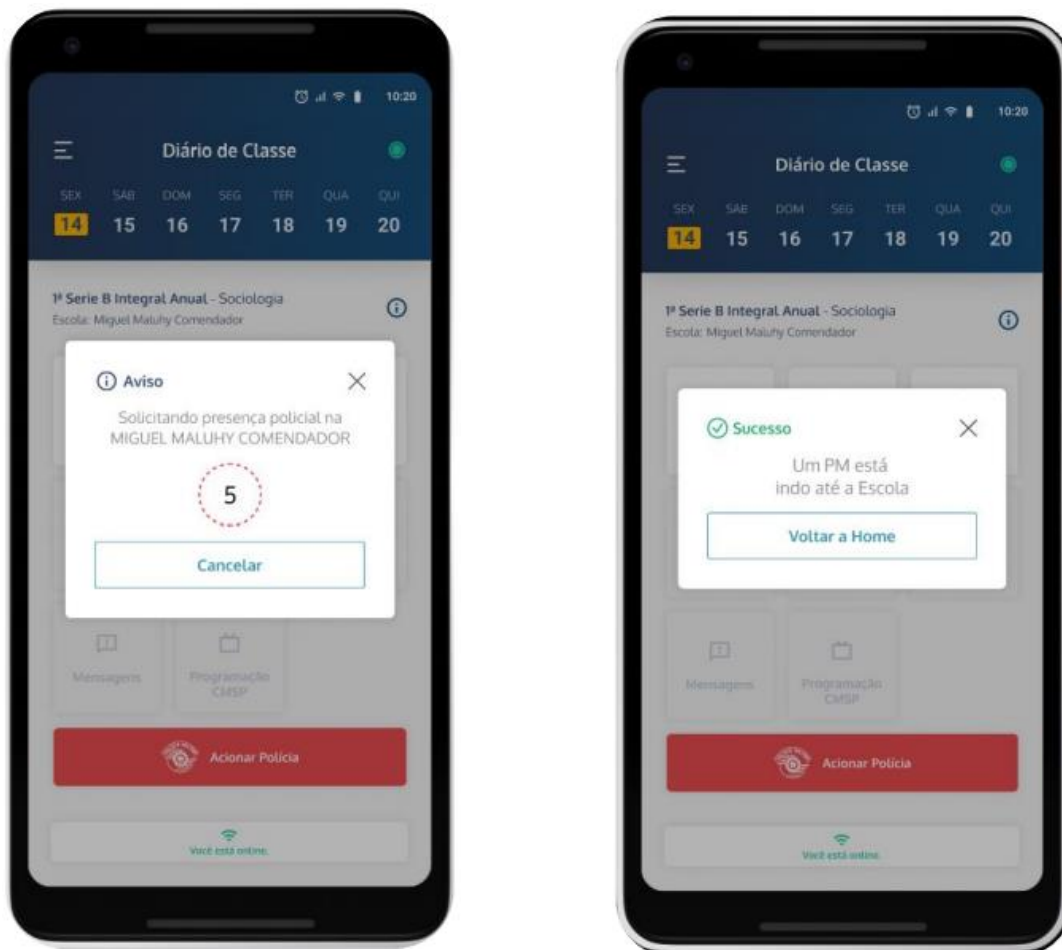 10:20
Diário de Classe
SEX SÁB DOM SEG TER QUA QUI
14 15 16 17 18 19 20
1ª Serie B Integral Anual - Sociologia
Escola: Miguel Maluhy Comendador
Aviso
Solicitando presença policial na
MIGUEL MALUHY COMENDADOR
5
Cancelar
Mensagens
Programação
CMSP
Acionar Polícia
Você está online.
10:20
Diário de Classe
SEX SÁB DOM SEG TER QUA QUI
14 15 16 17 18 19 20
1ª Serie B Integral Anual - Sociologia
Escola: Miguel Maluhy Comendador
Sucesso
Um PM está
indo até a Escola
Voltar a Home
Mensagens
Programação
CMSP
Acionar Polícia
Você está online.